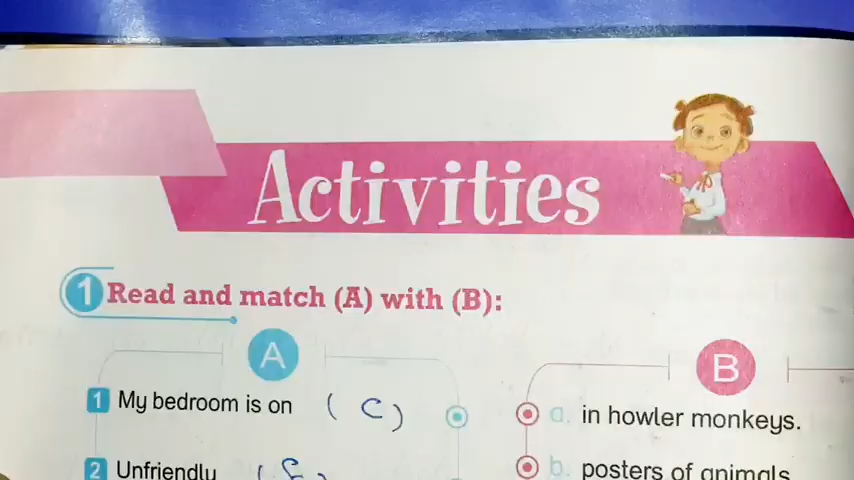 Activities
1 Read and match (A) with (B):
A
B
1 My bedroom is on ( c )
a. in howler monkeys.
2 Unfriendly
b. posters of animals